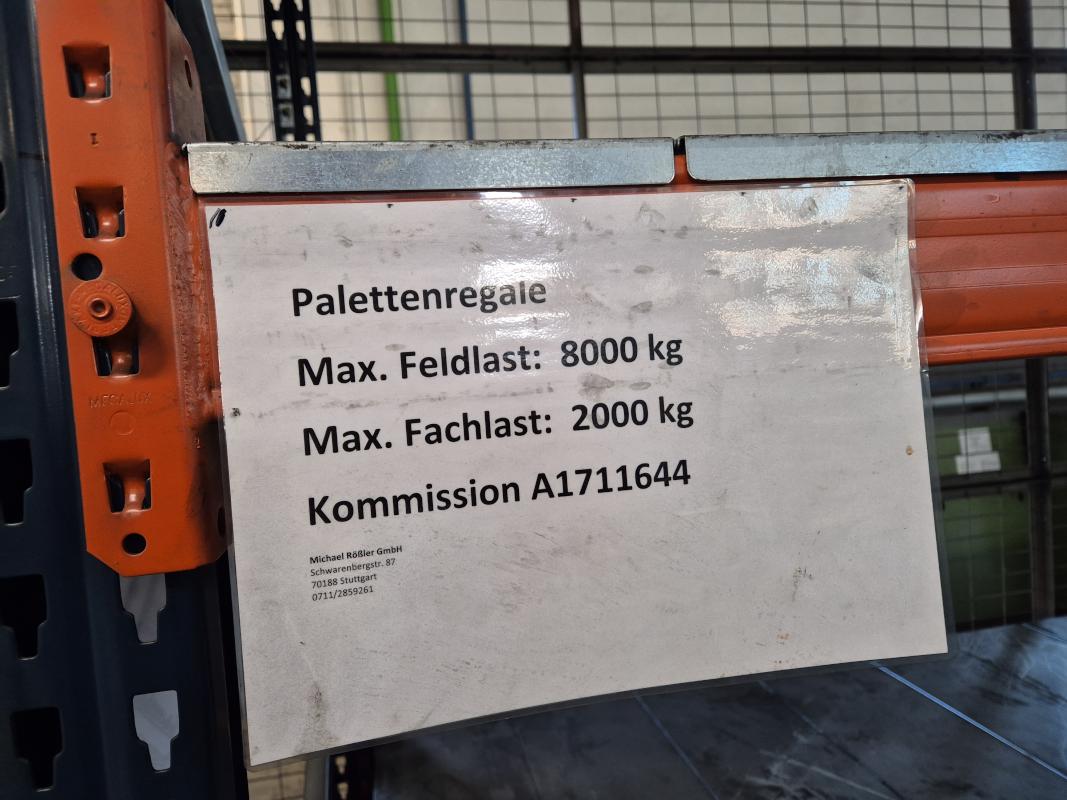 Palettenregale
Max. Feldlast: 8000 kg
Max. Fachlast: 2000 kg
Kommission A1711644
Michael Rößler GmbH
Schwarenbergstr. 87
70188 Stuttgart
0711/2859261